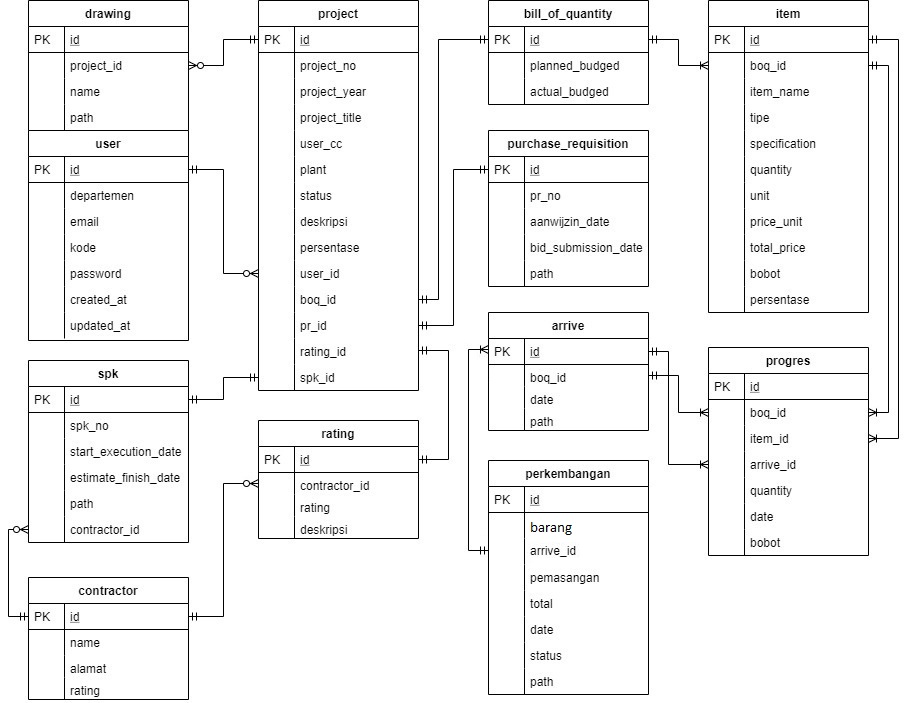 drawing
PK id
project_id
name
path
user
PK id
departemen
email
kode
password
created_at
updated_at
spk
PK id
spk_no
start_execution_date
estimate_finish_date
path
contractor_id
contractor
PK id
name
alamat
rating
project
PK id
project_no
project_year
project_title
user_cc
plant
status
deskripsi
persentase
user_id
boq_id
pr_id
rating_id
spk_id
rating
PK id
contractor_id
rating
deskripsi
bill_of_quantity
PK id
planned_budged
actual_budged
purchase_requisition
PK id
pr_no
aanwijzin_date
bid_submission_date
path
arrive
PK id
boq_id
date
path
perkembangan
PK id
barang
arrive_id
pemasangan
total
date
status
path
item
PK id
boq_id
item_name
tipe
specification
quantity
unit
price_unit
total_price
bobot
persentase
progres
PK id
boq_id
item_id
arrive_id
quantity
date
bobot